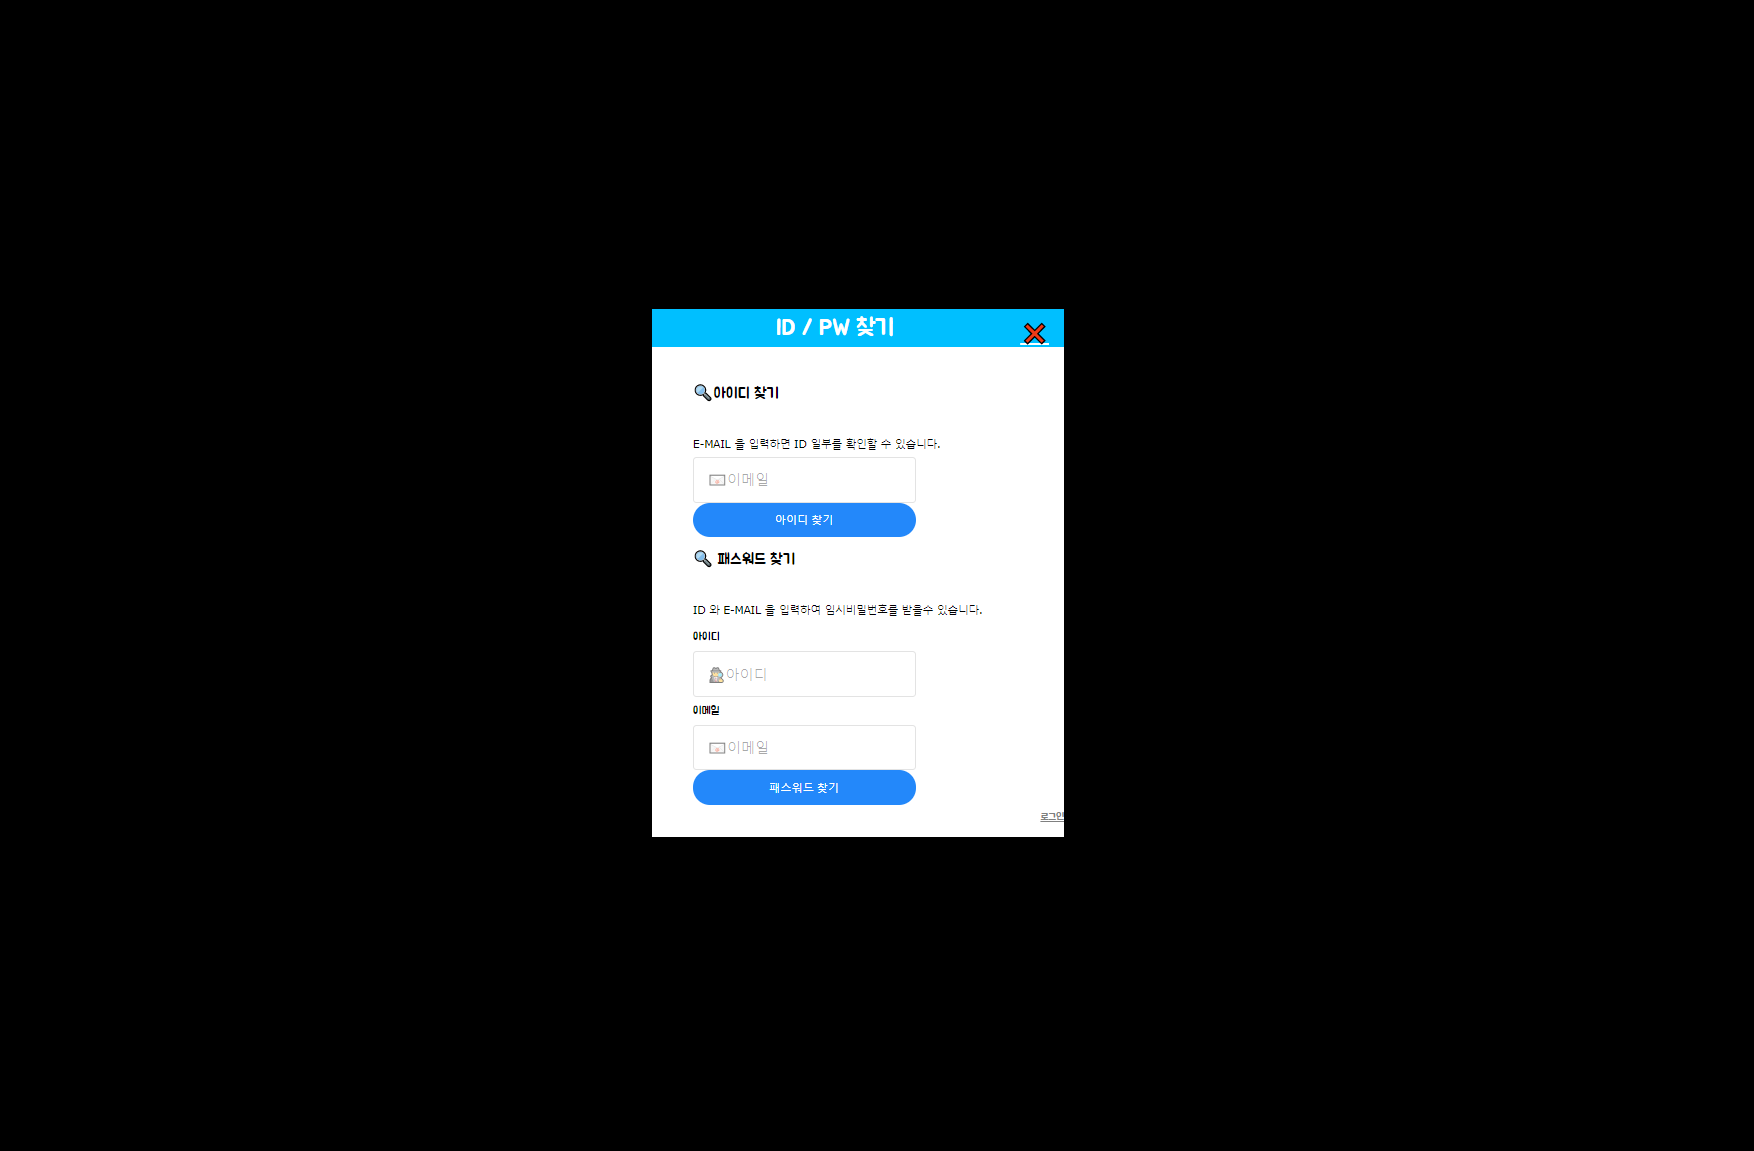 ID / PW 찾기
아이디 찾기
E-MAIL 을 입력하면 ID 일부를 확인할 수 있습니다.
이메일
아이디 찾기
패스워드 찾기
ID 와 E-MAIL 을 입력하여 임시비밀번호를 받을수 있습니다.
아이디
아이디
이메일
이메일
패스워드 찾기
로그인